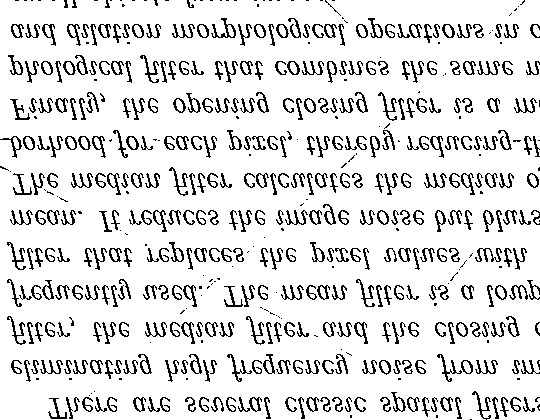 There are several classic spatial filters
eliminating high frequency noise from im
filter, the median filter and the closing
frequently used. The mean filter is a lowp
filter that replaces the pixel values with
mean. It reduces the image noise but blurs
The median filter calculates the median o
borhood for each pixel, thereby reducing th
Finally, the opening closing filter is a m
phological filter that combines the same n
and dilation morphological operations in